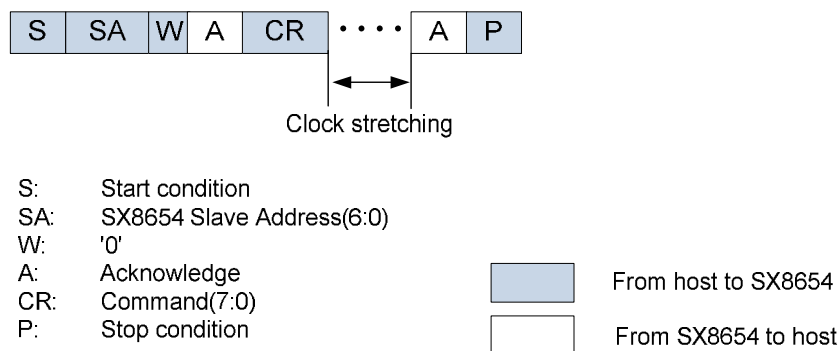 S SA W A CR A P
Clock stretching
S: Start condition
SA: SX8654 Slave Address(6:0)
W: '0'
A: Acknowledge
CR: Command(7:0)
P: Stop condition
From host to SX8654
From SX8654 to host